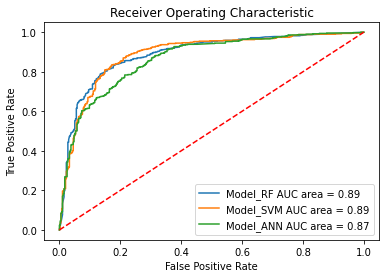 Receiver Operating Characteristic
1.0
0.8
0.6
0.4
0.2
0.0
True Positive Rate
Model_RF AUC area = 0.89
Model_SVM AUC area = 0.89
Model_ANN AUC area = 0.87
0.0 0.2 0.4 0.6 0.8 1.0
False Positive Rate